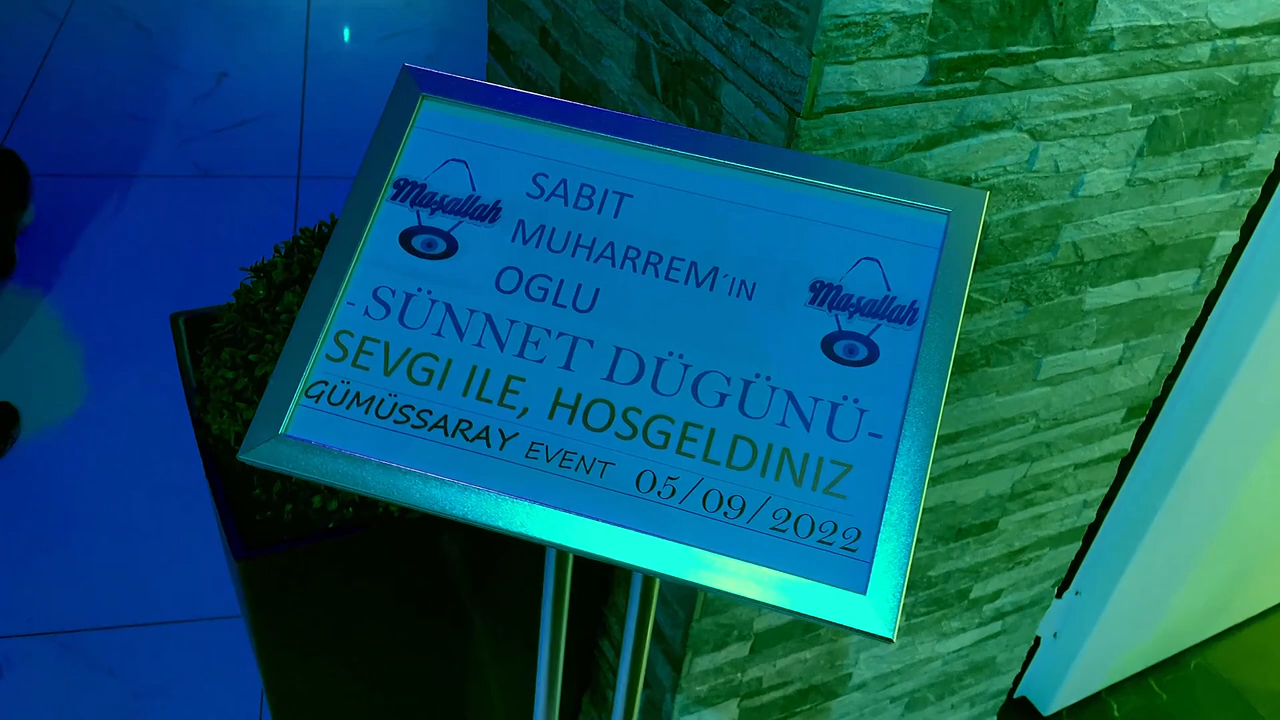 Maşallah
SABIT
MUHARREM´IN
OGLU
Maşallah
- SÜNNET DÜGÜNÜ-
SEVGI ILE, HOSGELDINIZ
GÜMÜSSARAY EVENT 05/09/2022